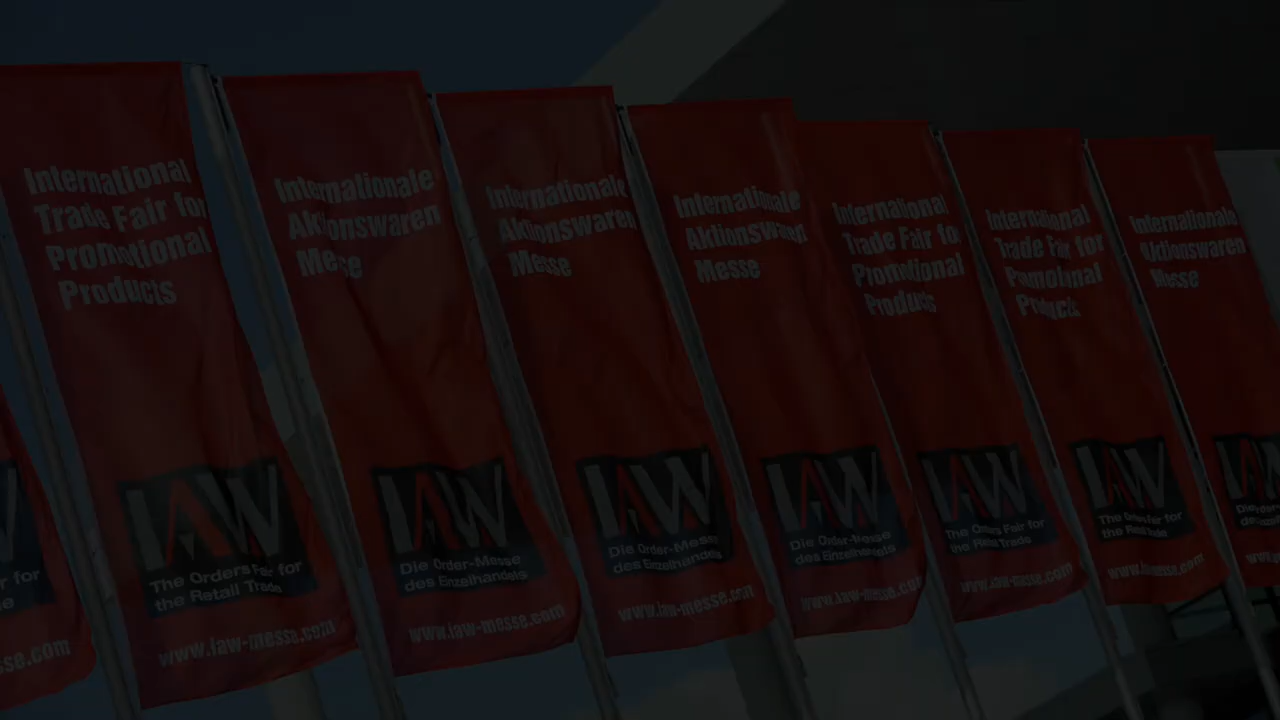 International
Trade Fair for
Promotional
Products
IAW
The Orders Fair for
the Retail Trade
www.iaw-messe.com
Internationale
Aktionswaren
Messe
IAW
Die Order-Messe
des Einzelhandels
www.iaw-messe.com
Internationale
Aktionswaren
Messe
IAW
Die Order-Messe
des Einzelhandels
www.iaw-messe.com
Internationale
Aktionswaren
Messe
IAW
Die Order-Messe
des Einzelhandels
www.iaw-messe.com
International
Trade Fair for
Promotional
Products
IAW
The Orders Fair for
the Retail Trade
www.iaw-messe.com
International
Trade Fair for
Promotional
Products
IAW
The Orders Fair for
the Retail Trade
www.iaw-messe.com
Internationale
Aktionswaren
Messe